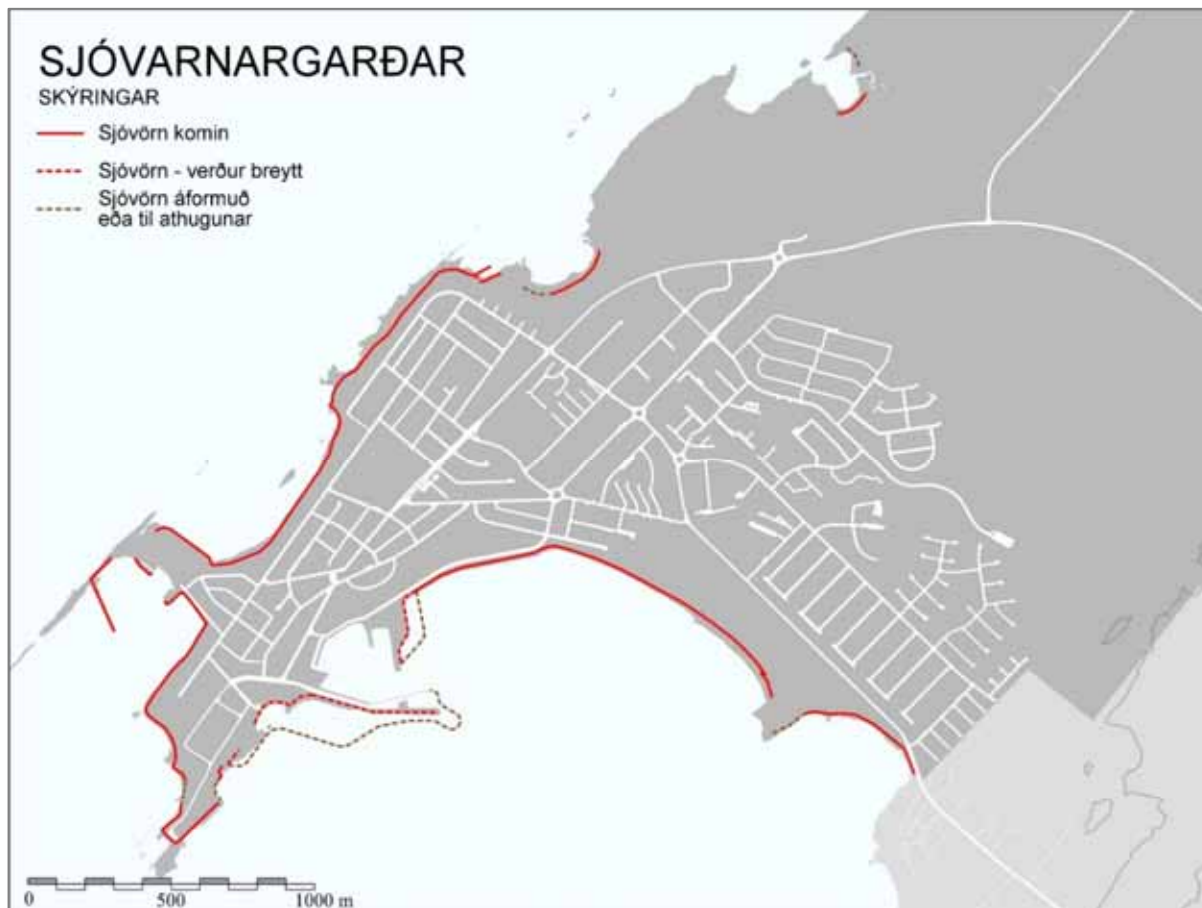 SJÓVARNARGARÐAR
SKÝRINGAR
Sjóvörn komin
Sjóvörn - verður breytt
Sjóvörn áformuð
eða til athugunar
0 500 1000 m